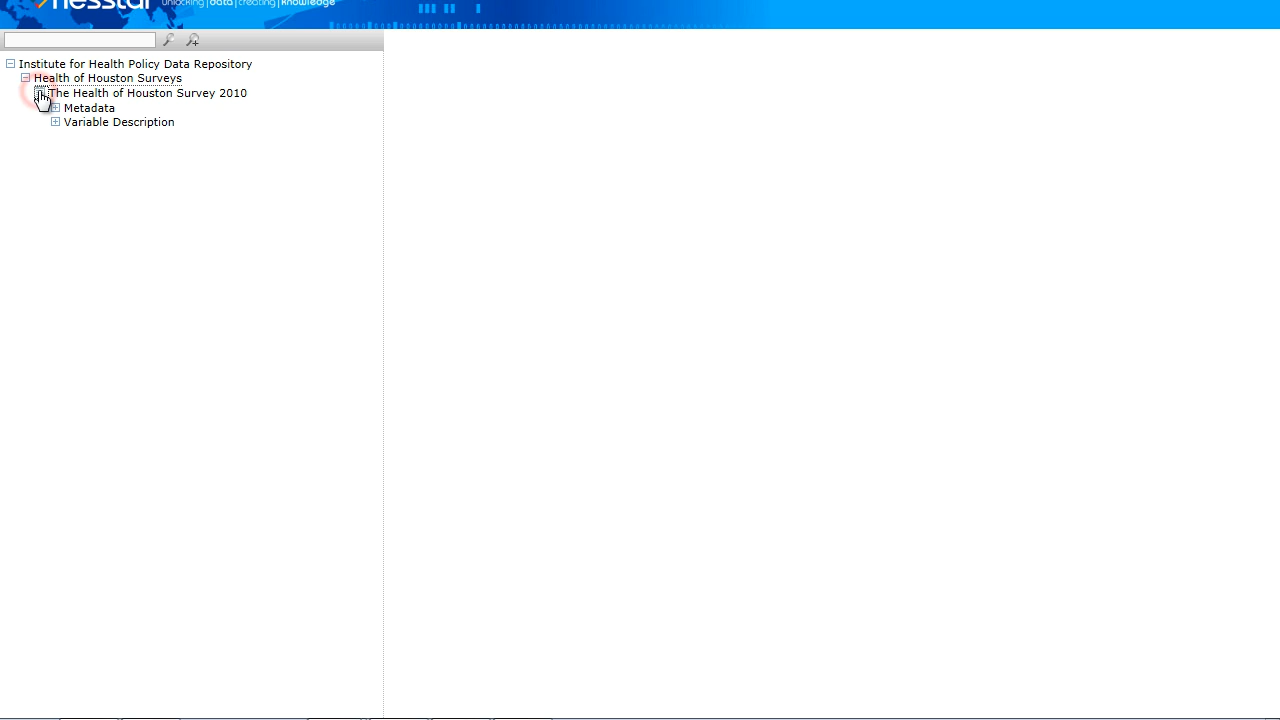 nesstar unlocking | data | creating | knowledge
Institute for Health Policy Data Repository
Health of Houston Surveys
The Health of Houston Survey 2010
Metadata
Variable Description